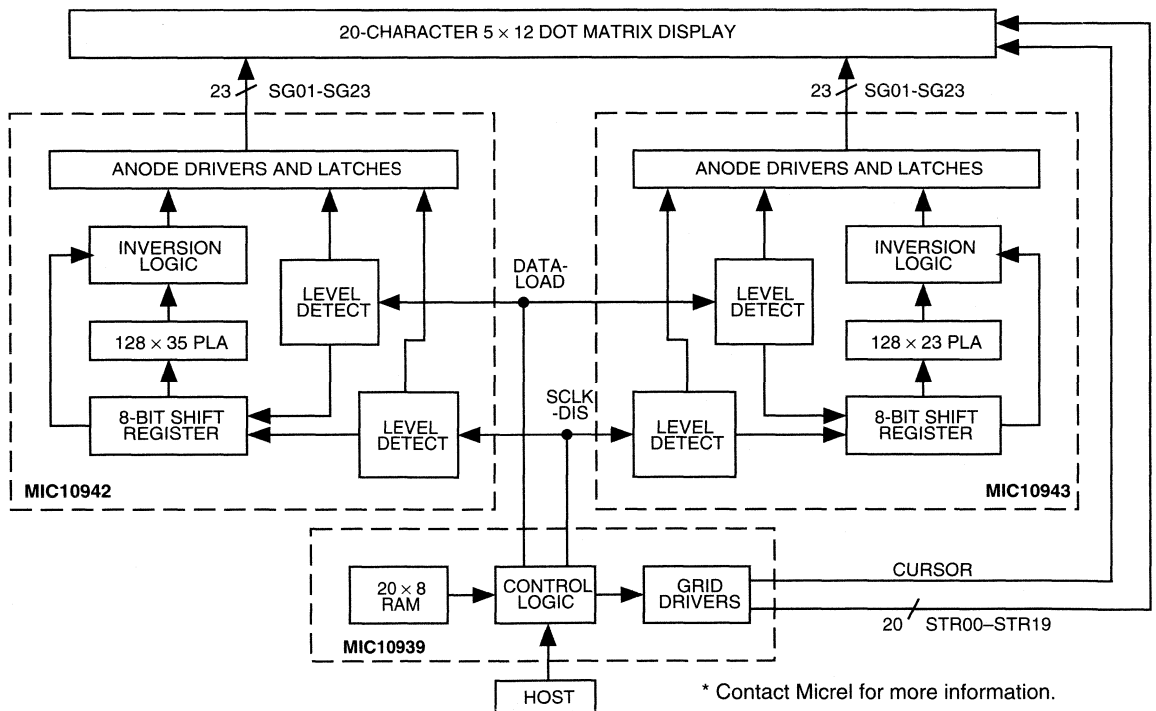 20-CHARACTER 5 × 12 DOT MATRIX DISPLAY
23 SG01-SG23
23 SG01-SG23
ANODE DRIVERS AND LATCHES
ANODE DRIVERS AND LATCHES
INVERSION
LOGIC
LEVEL
DETECT
DATA-
LOAD
LEVEL
DETECT
INVERSION
LOGIC
128 × 35 PLA
128 × 23 PLA
8-BIT SHIFT
REGISTER
LEVEL
DETECT
SCLK
-DIS
LEVEL
DETECT
8-BIT SHIFT
REGISTER
MIC10942
MIC10943
20 × 8
RAM
CONTROL
LOGIC
GRID
DRIVERS
CURSOR
20 STR00–STR19
MIC10939
HOST
* Contact Micrel for more information.